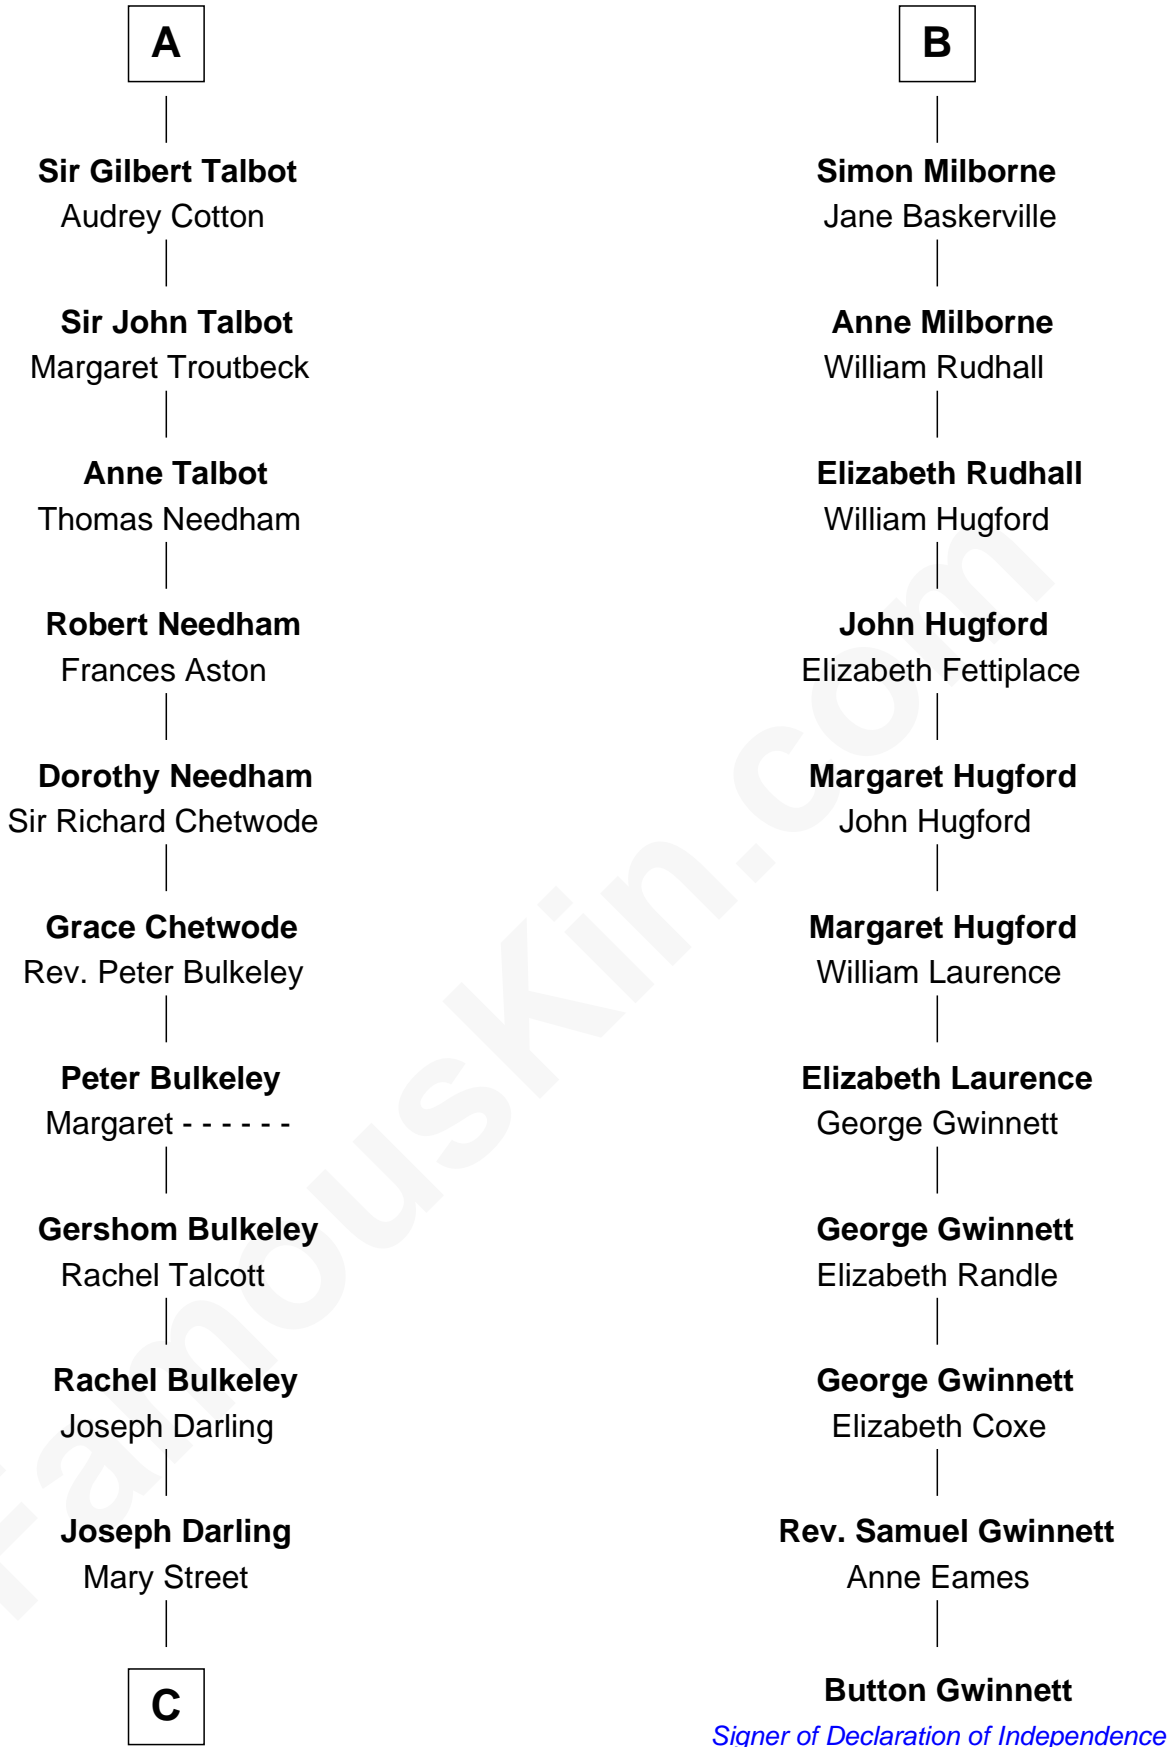 A
Sir Gilbert Talbot
Audrey Cotton
Sir John Talbot
Margaret Troutbeck
Anne Talbot
Thomas Needham
Robert Needham
Frances Aston
Dorothy Needham
Sir Richard Chetwode
Grace Chetwode
Rev. Peter Bulkeley
Peter Bulkeley
Margaret - - - - - -
Gershom Bulkeley
Rachel Talcott
Rachel Bulkeley
Joseph Darling
Joseph Darling
Mary Street
C
B
Simon Milborne
Jane Baskerville
Anne Milborne
William Rudhall
Elizabeth Rudhall
William Hugford
John Hugford
Elizabeth Fettiplace
Margaret Hugford
John Hugford
Margaret Hugford
William Laurence
Elizabeth Laurence
George Gwinnett
George Gwinnett
Elizabeth Randle
George Gwinnett
Elizabeth Coxe
Rev. Samuel Gwinnett
Anne Eames
Button Gwinnett
Signer of Declaration of Independence
FamousKin.com